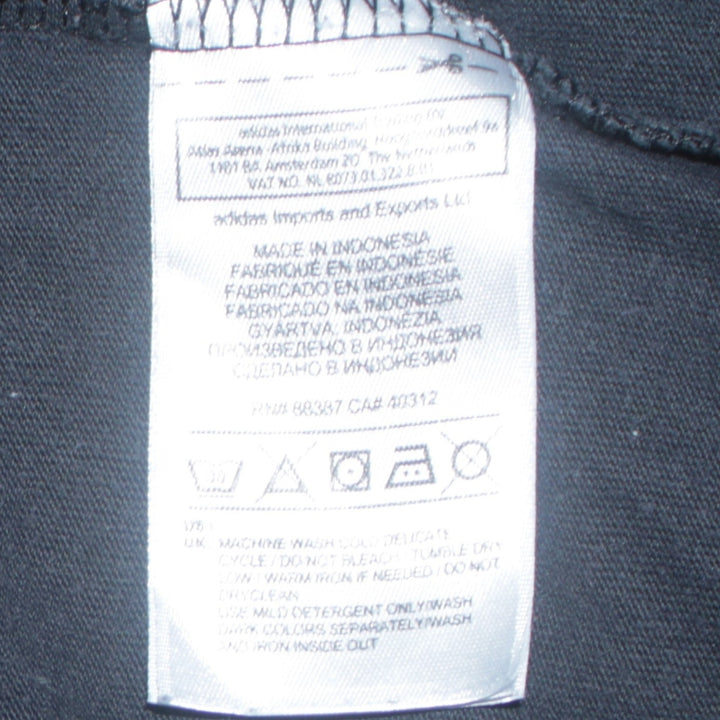 adidas International Trading BV
Atlas Arena -Afrika Building, Hoogoorddreef 9a
1101 BA Amsterdam ZO The Netherlands
VAT NO. NL 8073.01.322.B.01
adidas Imports and Exports Ltd
MADE IN INDONESIA
FABRIQUÉ EN INDONÉSIE
FABRICADO EN INDONESIA
FABRICADO NA INDONÉSIA
GYÁRTVA: INDONÉZIA
ПРОИЗВЕДЕНО В ИНДОНЕЗИЯ
СДЕЛАНО В ИНДОНЕЗИИ
RN# 88387 CA# 40312
30
US /
UK: MACHINE WASH COLD DELICATE
CYCLE / DO NOT BLEACH / TUMBLE DRY
LOW / WARM IRON IF NEEDED / DO NOT
DRYCLEAN
USE MILD DETERGENT ONLY/WASH
DARK COLORS SEPARATELY/WASH
AND IRON INSIDE OUT